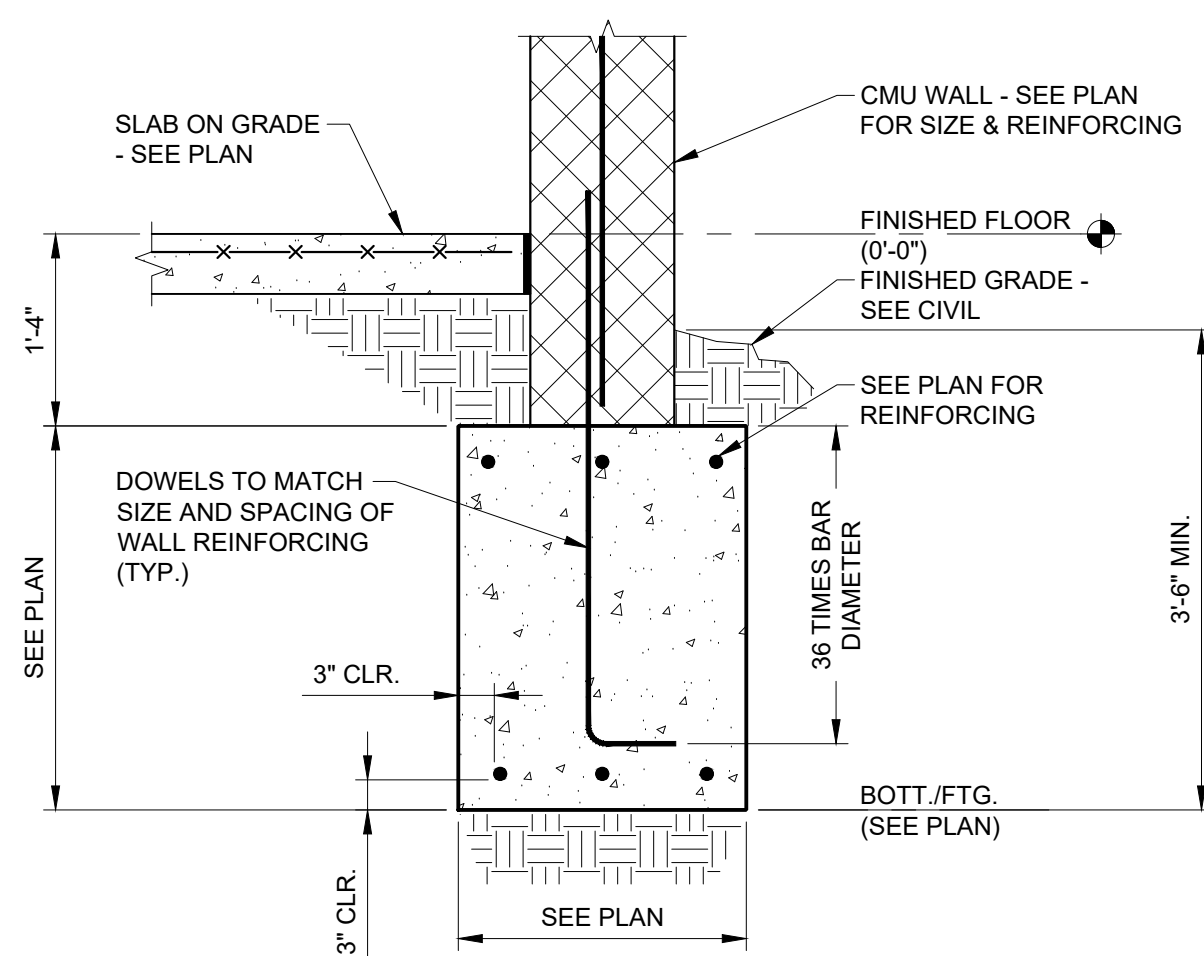 SLAB ON GRADE
- SEE PLAN
CMU WALL - SEE PLAN
FOR SIZE & REINFORCING
FINISHED FLOOR
(0'-0")
FINISHED GRADE -
SEE CIVIL
1'-4"
SEE PLAN FOR
REINFORCING
DOWELS TO MATCH
SIZE AND SPACING OF
WALL REINFORCING
(TYP.)
SEE PLAN
36 TIMES BAR
DIAMETER
3'-6" MIN.
3" CLR.
BOTT./FTG.
(SEE PLAN)
3" CLR.
SEE PLAN